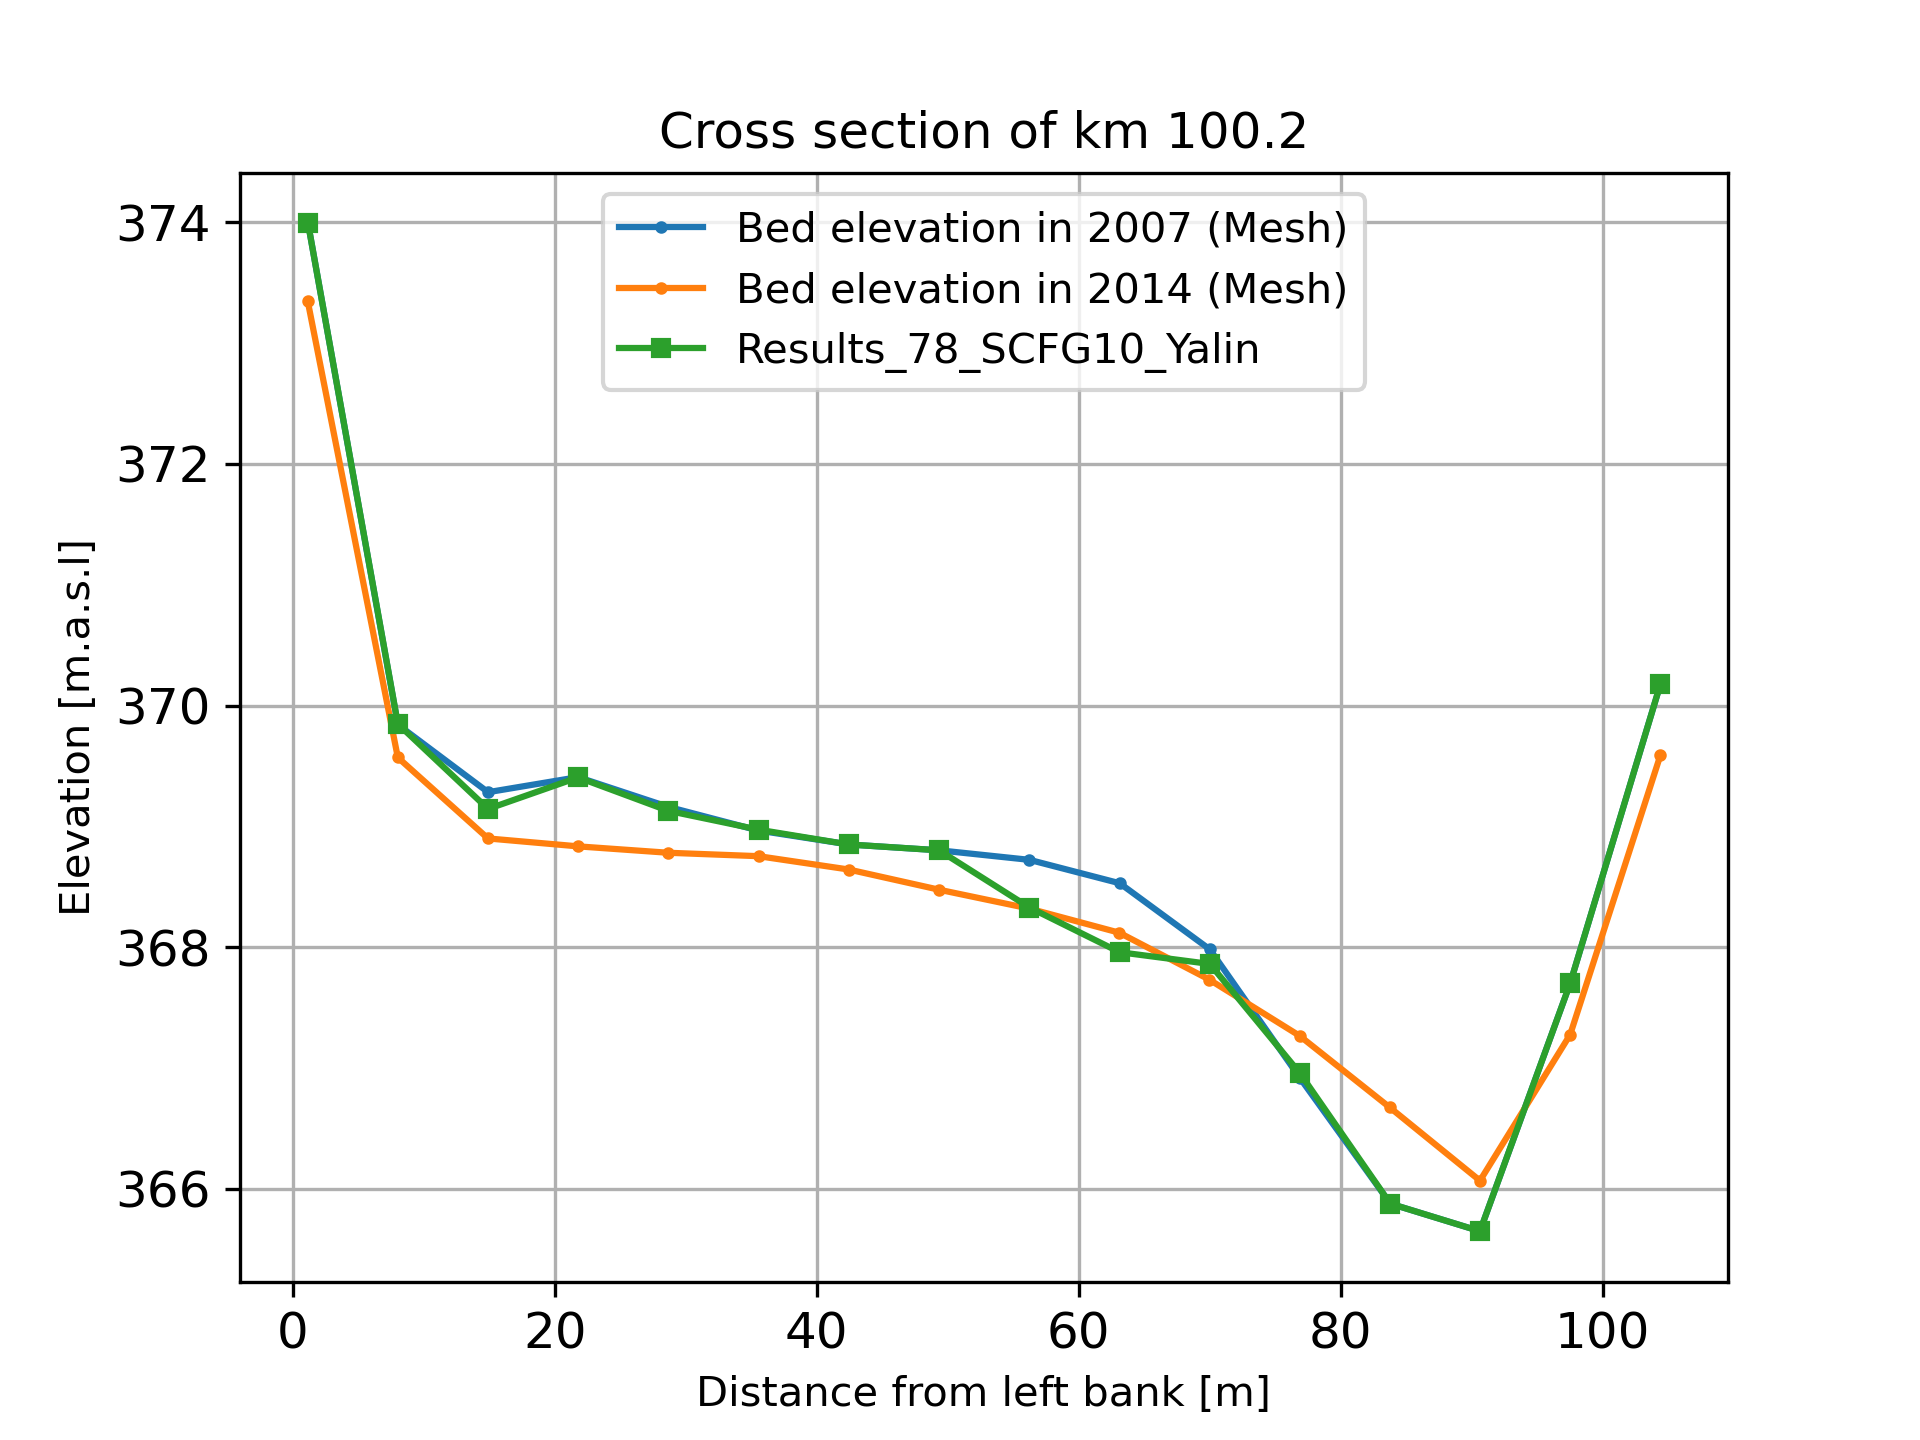 Cross section of km 100.2
Bed elevation in 2007 (Mesh)
Bed elevation in 2014 (Mesh)
Results_78_SCFG10_Yalin
374
372
370
368
366
Elevation [m.a.s.l]
0 20 40 60 80 100
Distance from left bank [m]